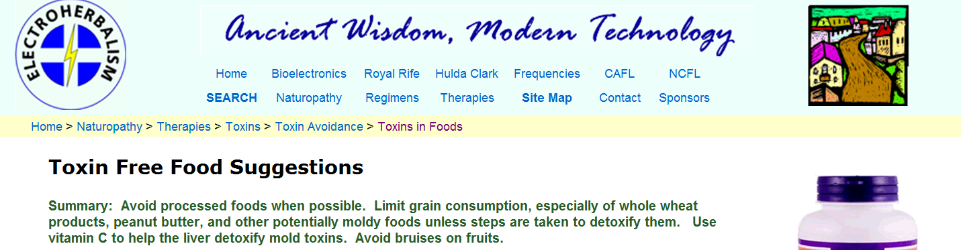 ELECTROHERBALISM
Ancient Wisdom, Modern Technology
Home Bioelectronics Royal Rife Hulda Clark Frequencies CAFL NCFL
SEARCH Naturopathy Regimens Therapies Site Map Contact Sponsors
Home > Naturopathy > Therapies > Toxins > Toxin Avoidance > Toxins in Foods
Toxin Free Food Suggestions
Summary: Avoid processed foods when possible. Limit grain consumption, especially of whole wheat
products, peanut butter, and other potentially moldy foods unless steps are taken to detoxify them. Use
vitamin C to help the liver detoxify mold toxins. Avoid bruises on fruits.